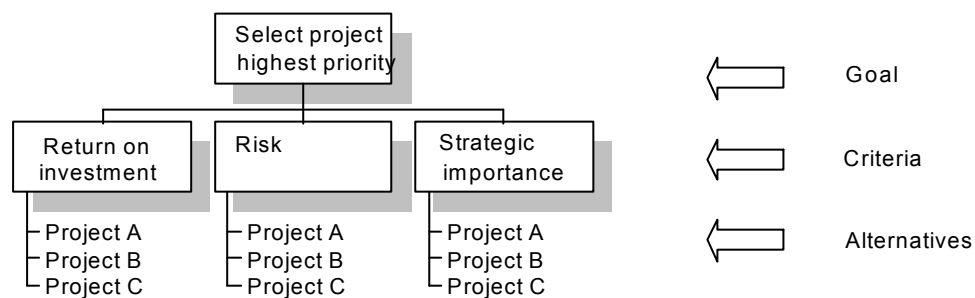 Select project
highest priority
Goal
Return on
investment
Risk
Strategic
importance
Criteria
Project A
Project B
Project C
Project A
Project B
Project C
Project A
Project B
Project C
Alternatives